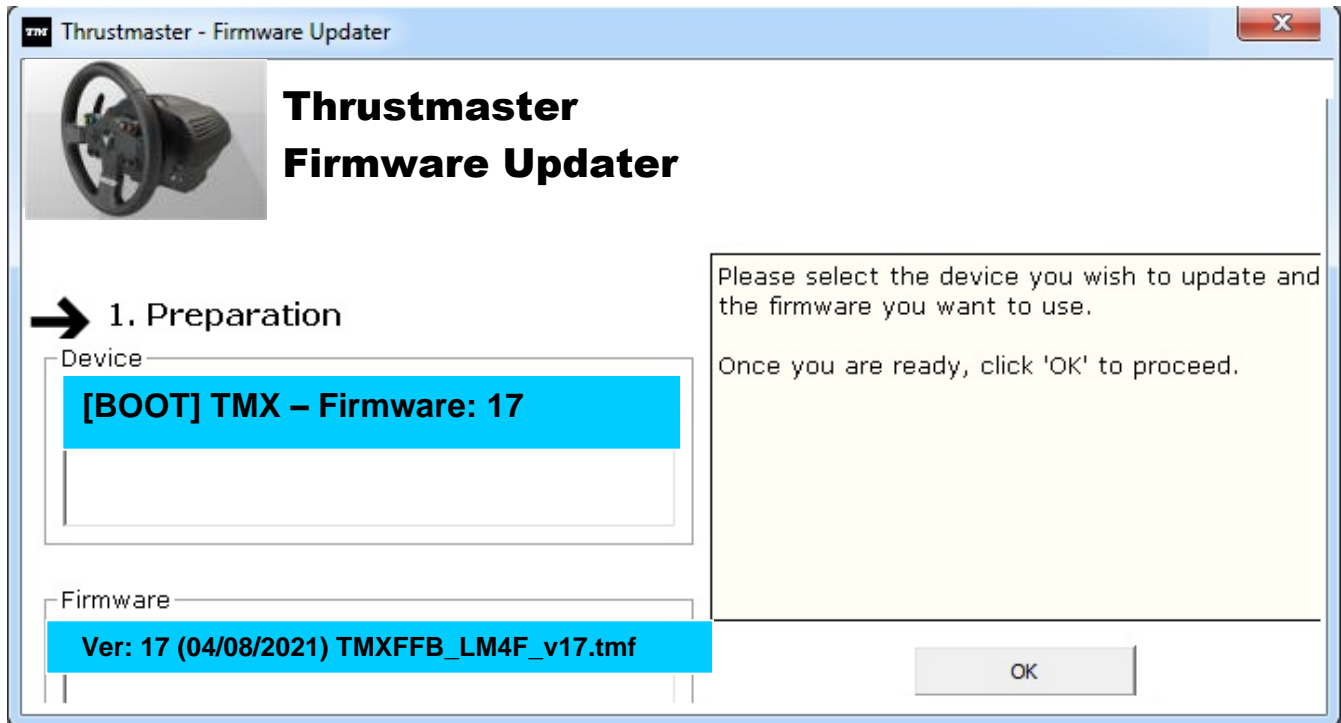 TM Thrustmaster - Firmware Updater
x
Thrustmaster
Firmware Updater
1. Preparation
Device
[BOOT] TMX – Firmware: 17
Firmware
Ver: 17 (04/08/2021) TMXFFB_LM4F_v17.tmf
Please select the device you wish to update and
the firmware you want to use.
Once you are ready, click 'OK' to proceed.
OK